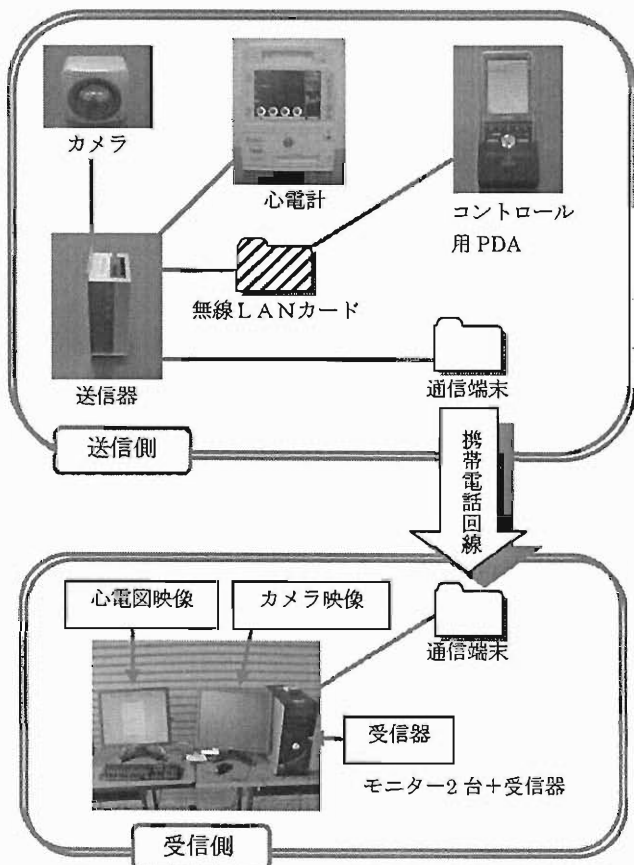 カメラ
心電計
コントロール
用 PDA
無線ＬＡＮカード
送信器
通信端末
送信側
携帯電話回線
心電図映像
カメラ映像
通信端末
受信器
モニター2 台＋受信器
受信側